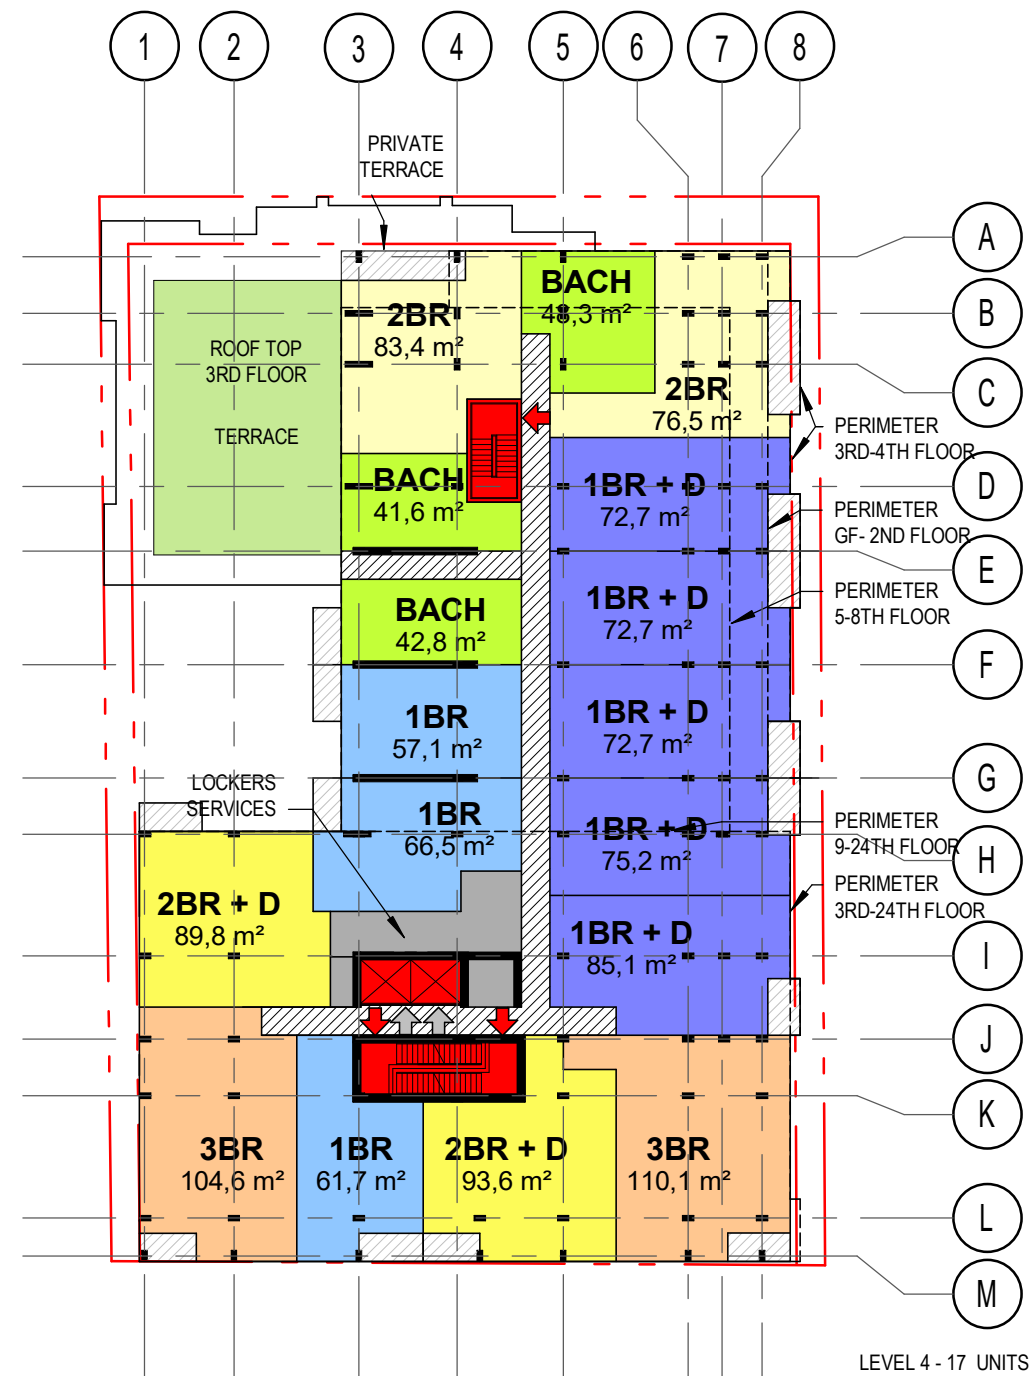 1
2
3
4
5
6
7
8
PRIVATE
TERRACE
A
BACH
48,3 m²
B
2BR
83,4 m²
ROOF TOP
3RD FLOOR
TERRACE
C
2BR
76,5 m²
PERIMETER
3RD-4TH FLOOR
BACH
41,6 m²
1BR + D
72,7 m²
D
PERIMETER
GF- 2ND FLOOR
E
BACH
42,8 m²
1BR + D
72,7 m²
PERIMETER
5-8TH FLOOR
F
1BR
57,1 m²
1BR + D
72,7 m²
LOCKERS
SERVICES
G
1BR
66,5 m²
1BR + D
75,2 m²
PERIMETER
9-24TH FLOOR
H
PERIMETER
3RD-24TH FLOOR
2BR + D
89,8 m²
1BR + D
85,1 m²
I
J
K
3BR
104,6 m²
1BR
61,7 m²
2BR + D
93,6 m²
3BR
110,1 m²
L
M
LEVEL 4 - 17 UNITS